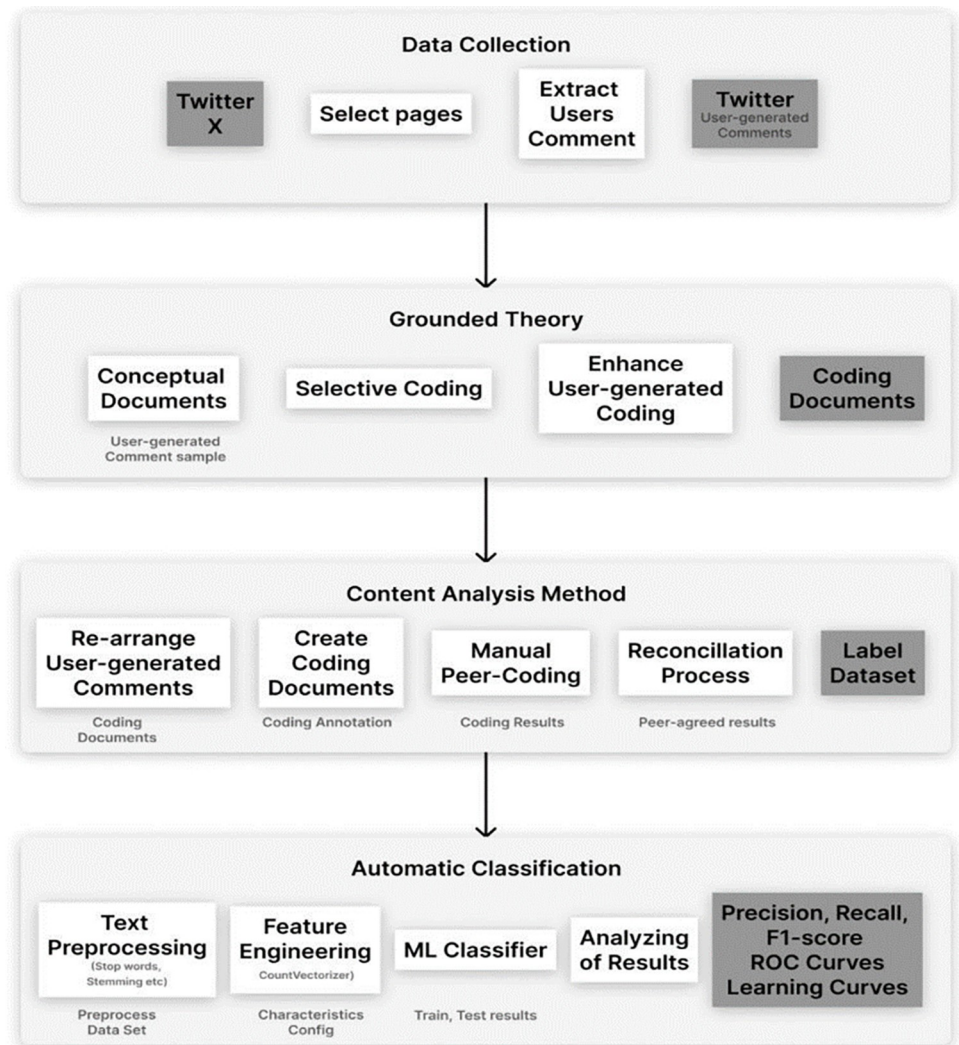 Data Collection
Twitter
X
Select pages
Extract
Users
Comment
Twitter
User-generated
Comments
Grounded Theory
Conceptual
Documents
User-generated
Comment sample
Selective Coding
Enhance
User-generated
Coding
Coding
Documents
Content Analysis Method
Re-arrange
User-generated
Comments
Coding
Documents
Create
Coding
Documents
Coding Annotation
Manual
Peer-Coding
Coding Results
Reconcillation
Process
Peer-agreed results
Label
Dataset
Automatic Classification
Text
Preprocessing
(Stop words,
Stemming etc)
Preprocess
Data Set
Feature
Engineering
CountVectorizer)
Characteristics
Config
ML Classifier
Train, Test results
Analyzing
of Results
Precision, Recall,
F1-score
ROC Curves
Learning Curves